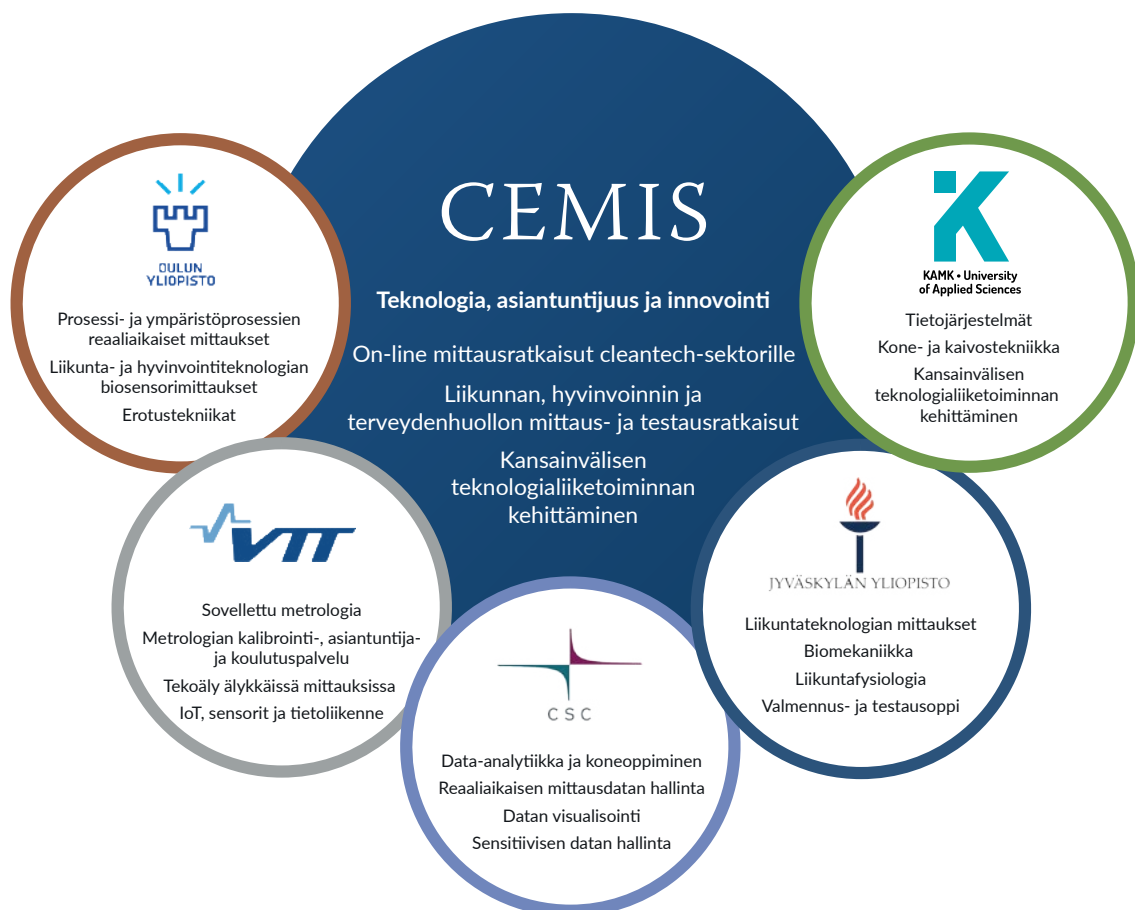 CEMIS
Teknologia, asiantuntijuus ja innovointi
On-line mittausratkaisut cleantech-sektorille
Liikunnan, hyvinvoinnin ja
terveydenhuollon mittaus- ja testausratkaisut
Kansainvälisen
teknologialiiketoiminnan
kehittäminen
OULUN
YLIOPISTO
Prosessi- ja ympäristöprosessien
reaaliaikaiset mittaukset
Liikunta- ja hyvinvointiteknologian
biosensorimittaukset
Erotustekniikat
VTT
Sovellettu metrologia
Metrologian kalibrointi-, asiantuntija-
ja koulutuspalvelu
Tekoäly älykkäissä mittauksissa
IoT, sensorit ja tietoliikenne
CSC
Data-analytiikka ja koneoppiminen
Reaaliaikaisen mittausdatan hallinta
Datan visualisointi
Sensitiivisen datan hallinta
JYVÄSKYLÄN YLIOPISTO
Liikuntateknologian mittaukset
Biomekaniikka
Liikuntafysiologia
Valmennus- ja testausoppi
K
KAMK • University
of Applied Sciences
Tietojärjestelmät
Kone- ja kaivostekniikka
Kansainvälisen
teknologialiiketoiminnan
kehittäminen